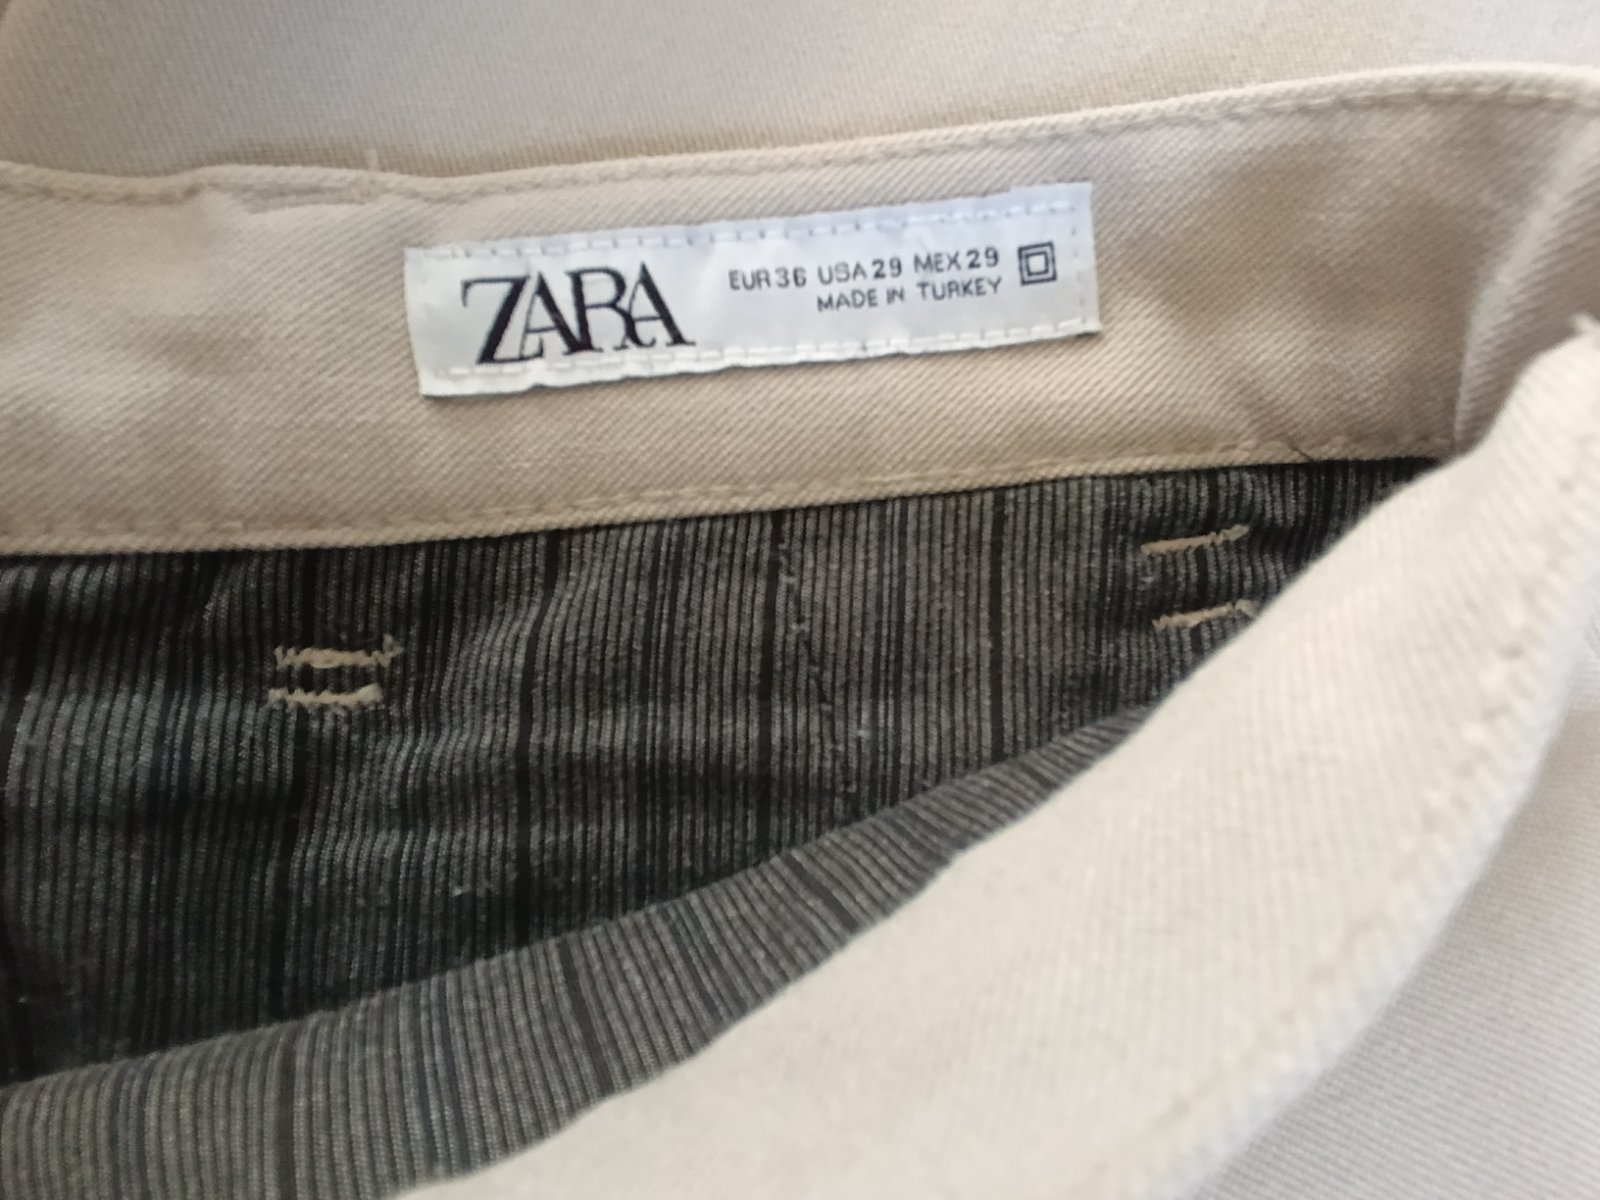 ZARA
EUR 36 USA 29 MEX 29
MADE IN TURKEY